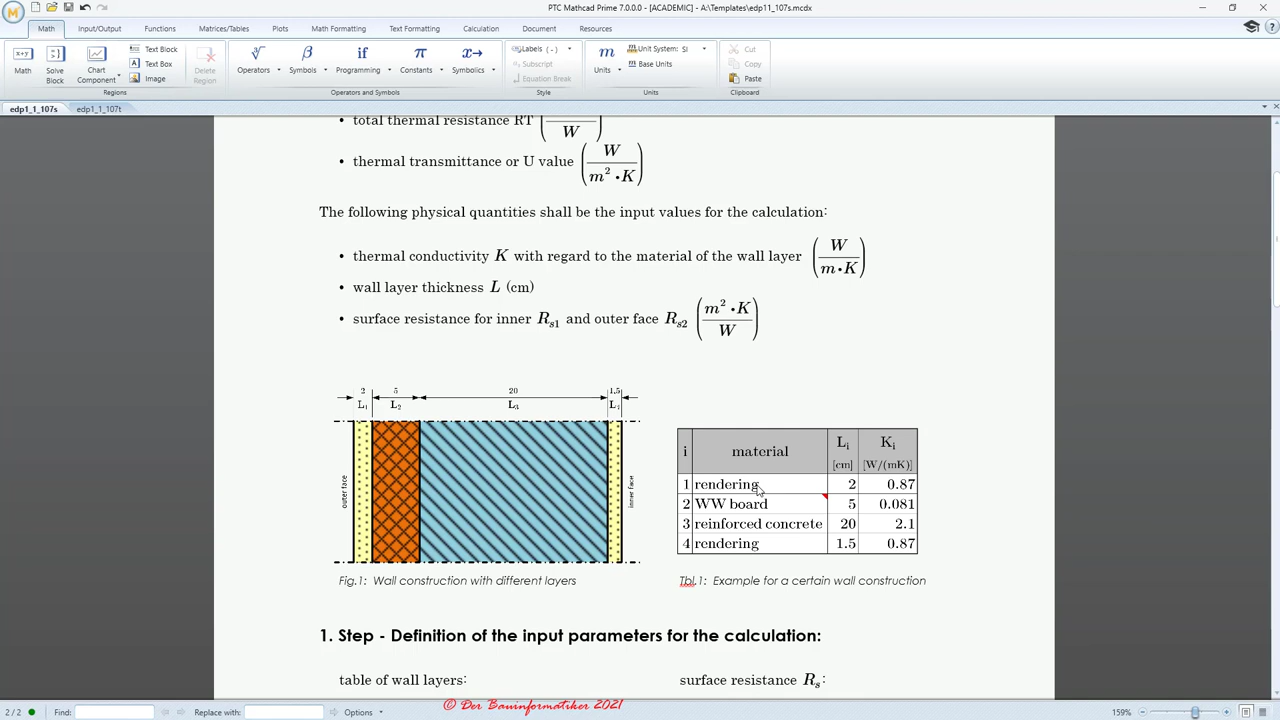 PTC Mathcad Prime 7.0.0.0 - [ACADEMIC] - A:\Templates\edp11_107s.mcdx
Math Input/Output Functions Matrices/Tables Plots Math Formatting Text Formatting Calculation Document Resources
Math
Solve Block
Chart Component
Text Block
Text Box
Image
Delete Region
Operators
Symbols
Programming
Constants
Symbolics
Labels ( - )
Subscript
Equation Break
Units
Unit System: SI
Base Units
Cut
Copy
Paste
Regions Operators and Symbols Style Units Clipboard
edp1_1_107s edp1_1_107t
• total thermal resistance RT ( / W )
• thermal transmittance or U value (W / m² · K)
The following physical quantities shall be the input values for the calculation:
• thermal conductivity K with regard to the material of the wall layer (W / m · K)
• wall layer thickness L (cm)
• surface resistance for inner Rs1 and outer face Rs2 (m² · K / W)
2 5 20 1.5
L1 L2 L3
outer face
inner face
i material Li [cm] Ki [W/(mK)]
1 rendering 2 0.87
2 WW board 5 0.081
3 reinforced concrete 20 2.1
4 rendering 1.5 0.87
Fig.1: Wall construction with different layers
Tbl.1: Example for a certain wall construction
1. Step - Definition of the input parameters for the calculation:
table of wall layers:
surface resistance Rs:
© Der Bauinformatiker 2021
2 / 2 Find: Replace with: Options 159%